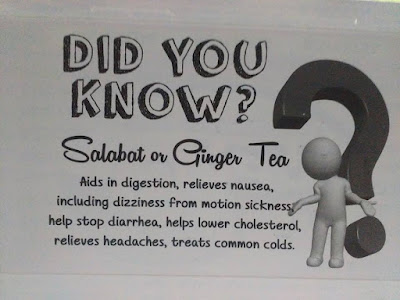 DID YOU
KNOW?
Salabat or Ginger Tea
Aids in digestion, relieves nausea,
including dizziness from motion sickness,
help stop diarrhea, helps lower cholesterol,
relieves headaches, treats common colds.